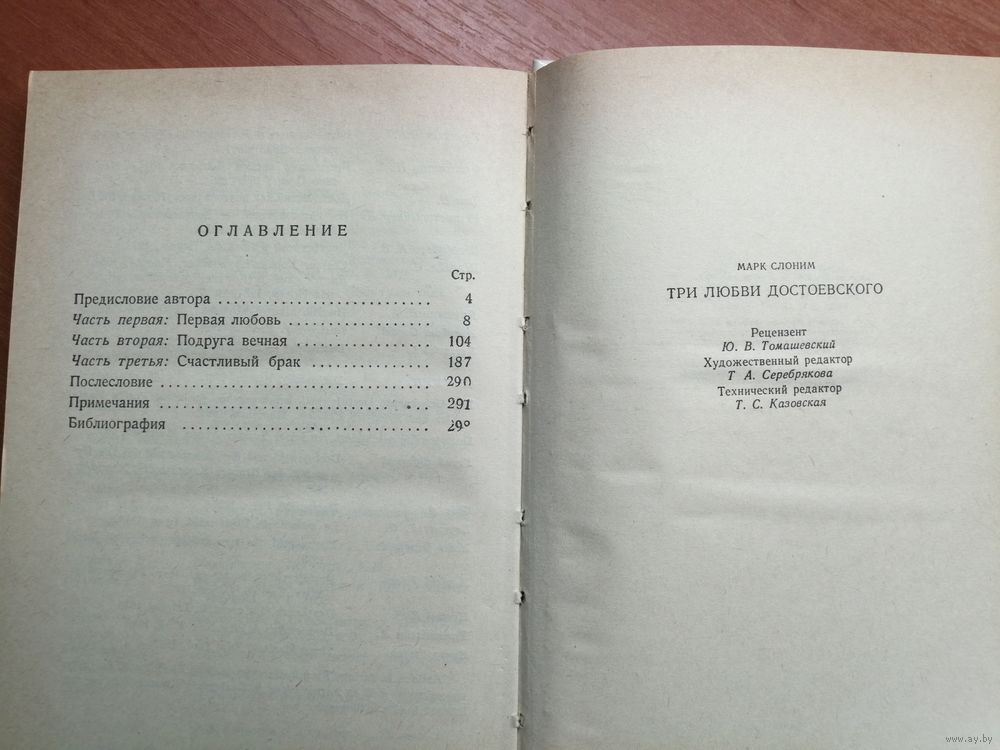 ОГЛАВЛЕНИЕ
Стр.
Предисловие автора ........................... 4
Часть первая: Первая любовь .................. 8
Часть вторая: Подруга вечная ................. 104
Часть третья: Счастливый брак ................ 187
Послесловие .................................. 290
Примечания ................................... 291
Библиография .................................
МАРК СЛОНИМ
ТРИ ЛЮБВИ ДОСТОЕВСКОГО
Рецензент
Ю. В. Томашевский
Художественный редактор
Т А. Серебрякова
Технический редактор
Т. С. Казовская
www.ay.by